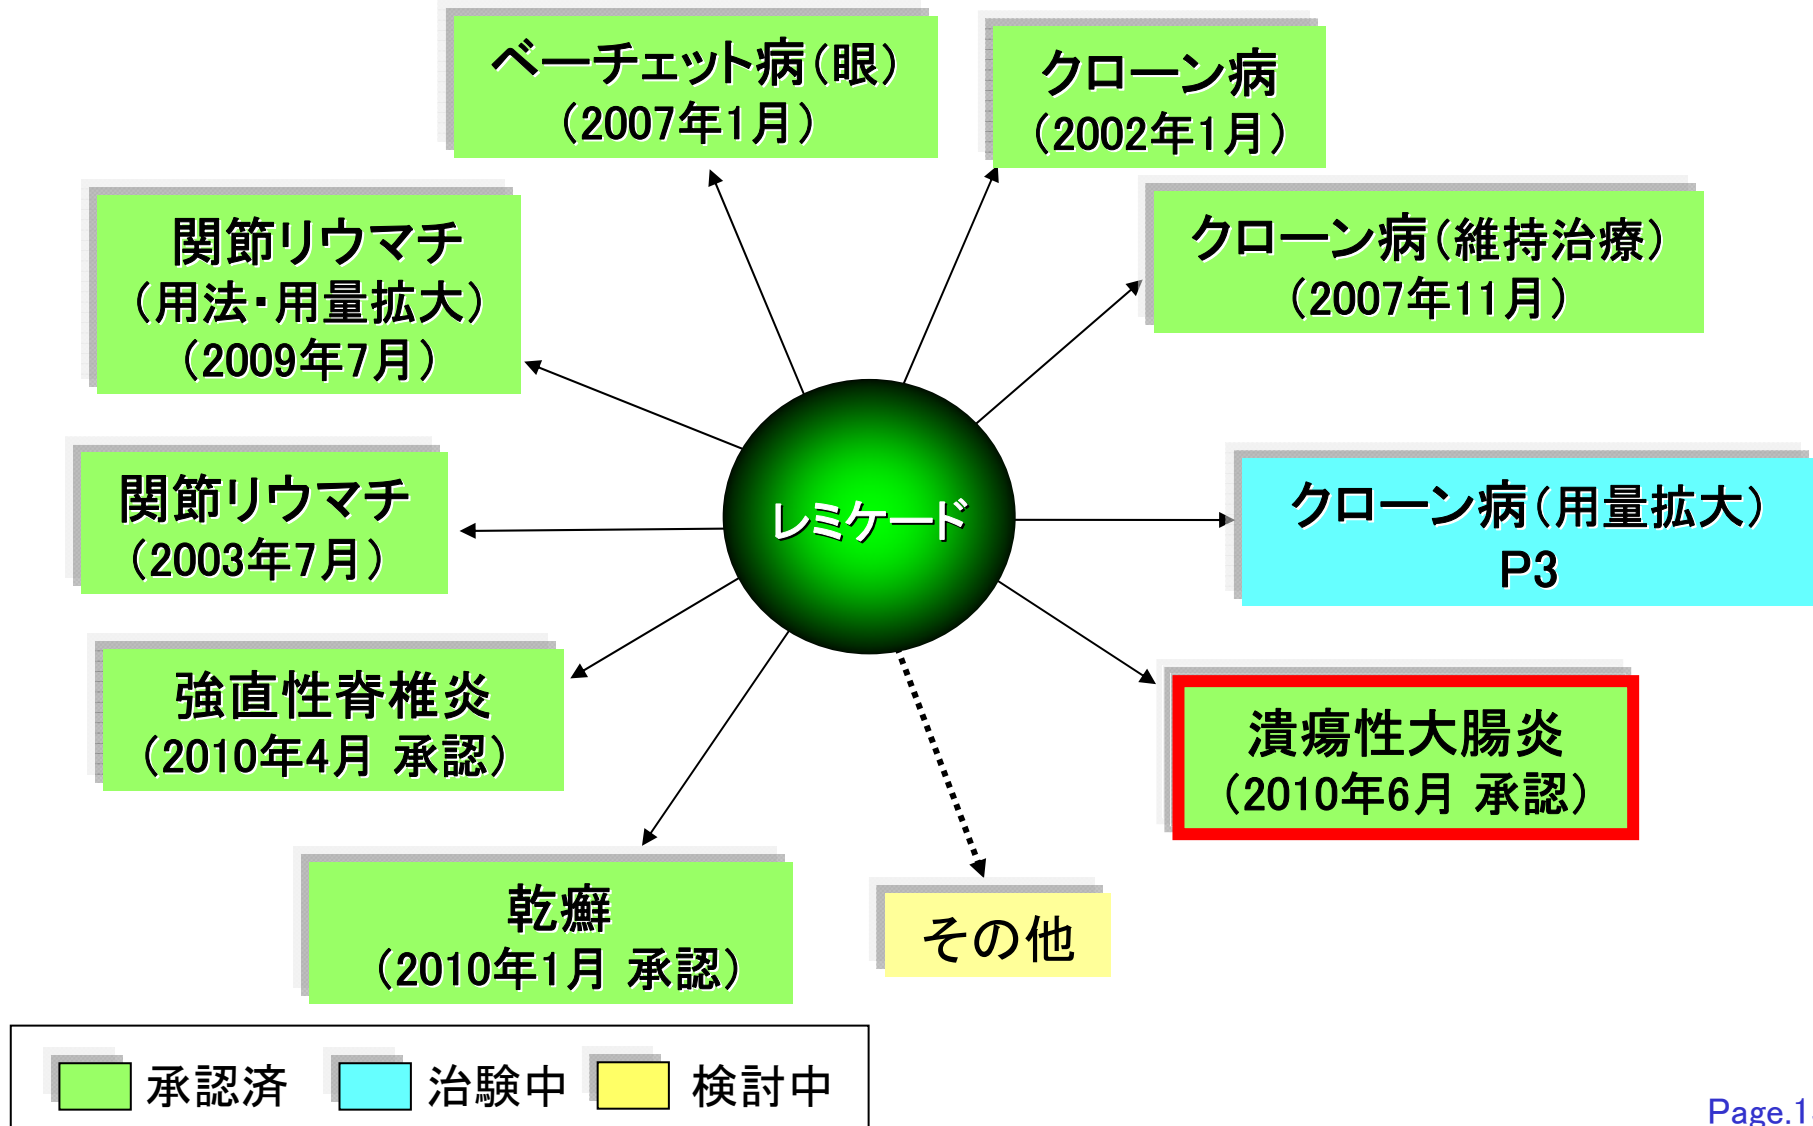 ベーチェット病（眼）
（2007年1月）
クローン病
（2002年1月）
関節リウマチ
（用法・用量拡大）
（2009年7月）
クローン病（維持治療）
（2007年11月）
関節リウマチ
（2003年7月）
レミケード
クローン病（用量拡大）
P3
強直性脊椎炎
（2010年4月 承認）
潰瘍性大腸炎
（2010年6月 承認）
乾癬
（2010年1月 承認）
その他
承認済
治験中
検討中
Page.1